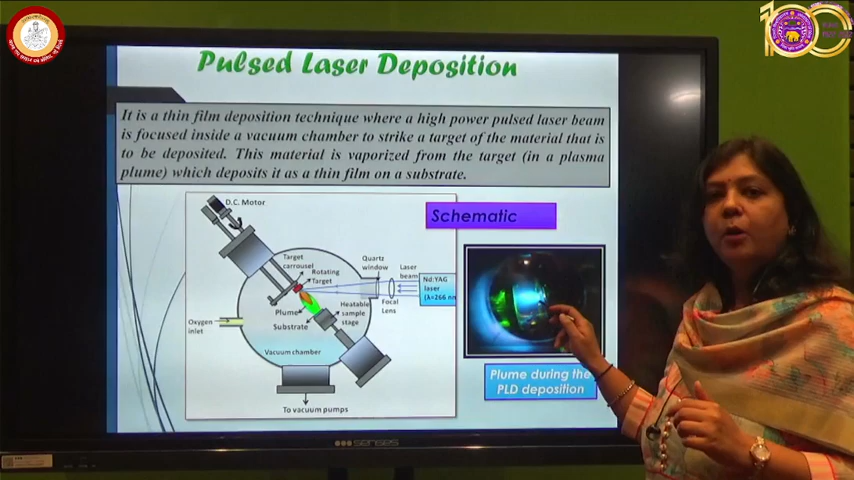 Pulsed Laser Deposition
It is a thin film deposition technique where a high power pulsed laser beam
is focused inside a vacuum chamber to strike a target of the material that is
to be deposited. This material is vaporized from the target (in a plasma
plume) which deposits it as a thin film on a substrate.
Schematic
D.C. Motor
Target
carrousel
Rotating
Target
Quartz
window
Laser
beam
Nd:YAG
laser
(λ=266 nm
Focal
Lens
Plume
Heatable
sample
stage
Substrate
Oxygen
inlet
Vacuum chamber
To vacuum pumps
Plume during the
PLD deposition
senses
100